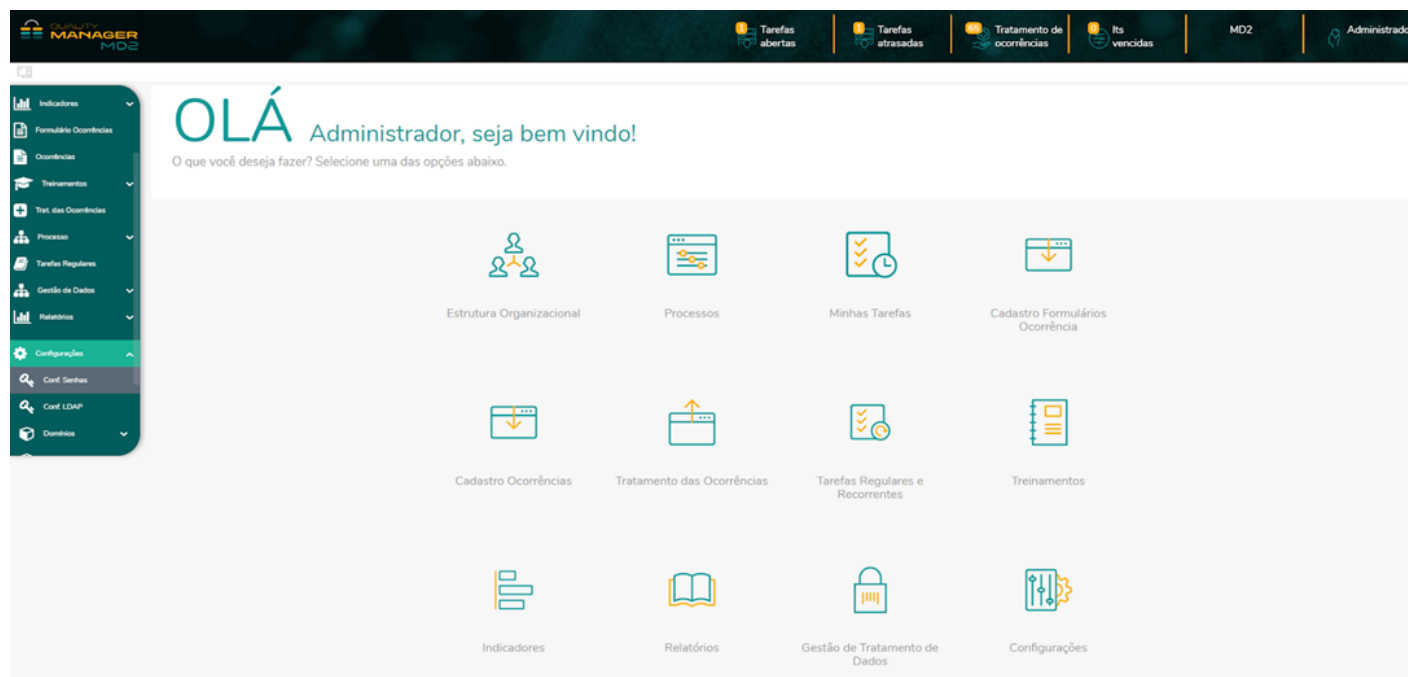 QUALITY
MANAGER
MD2
1 Tarefas
abertas
1 Tarefas
atrasadas
Tratamento de
ocorrências
0 Its
vencidas
MD2
Administrado
Indicadores
Formulário Ocorrências
Ocorrências
Treinamentos
Trat. das Ocorrências
Processo
Tarefas Regulares
Gestão de Dados
Relatórios
Configurações
Conf. Senhas
Conf. LDAP
Domínios
OLÁ Administrador, seja bem vindo!
O que você deseja fazer? Selecione uma das opções abaixo.
Estrutura Organizacional
Processos
Minhas Tarefas
Cadastro Formulários
Ocorrência
Cadastro Ocorrências
Tratamento das Ocorrências
Tarefas Regulares e
Recorrentes
Treinamentos
Indicadores
Relatórios
Gestão de Tratamento de
Dados
Configurações